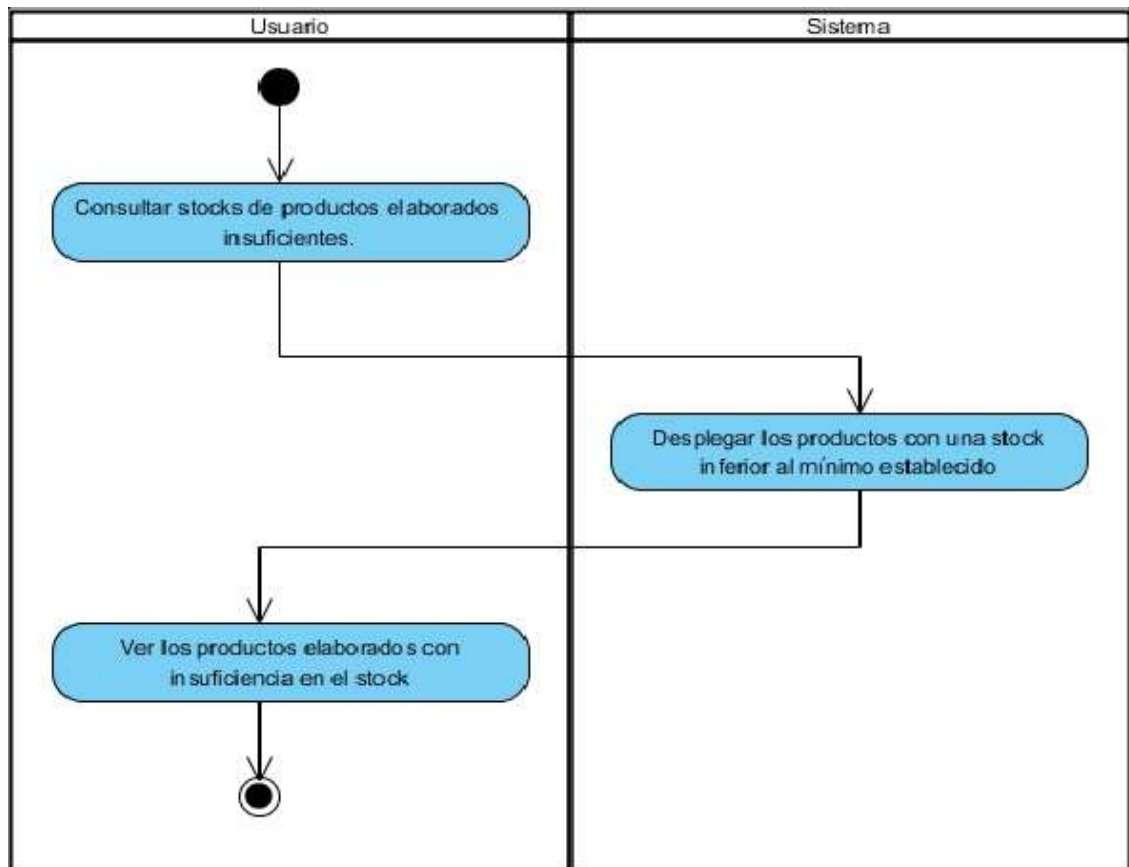 Usuario
Sistema
Consultar stocks de productos elaborados
insuficientes.
Desplegar los productos con una stock
inferior al mínimo establecido
Ver los productos elaborados con
insuficiencia en el stock